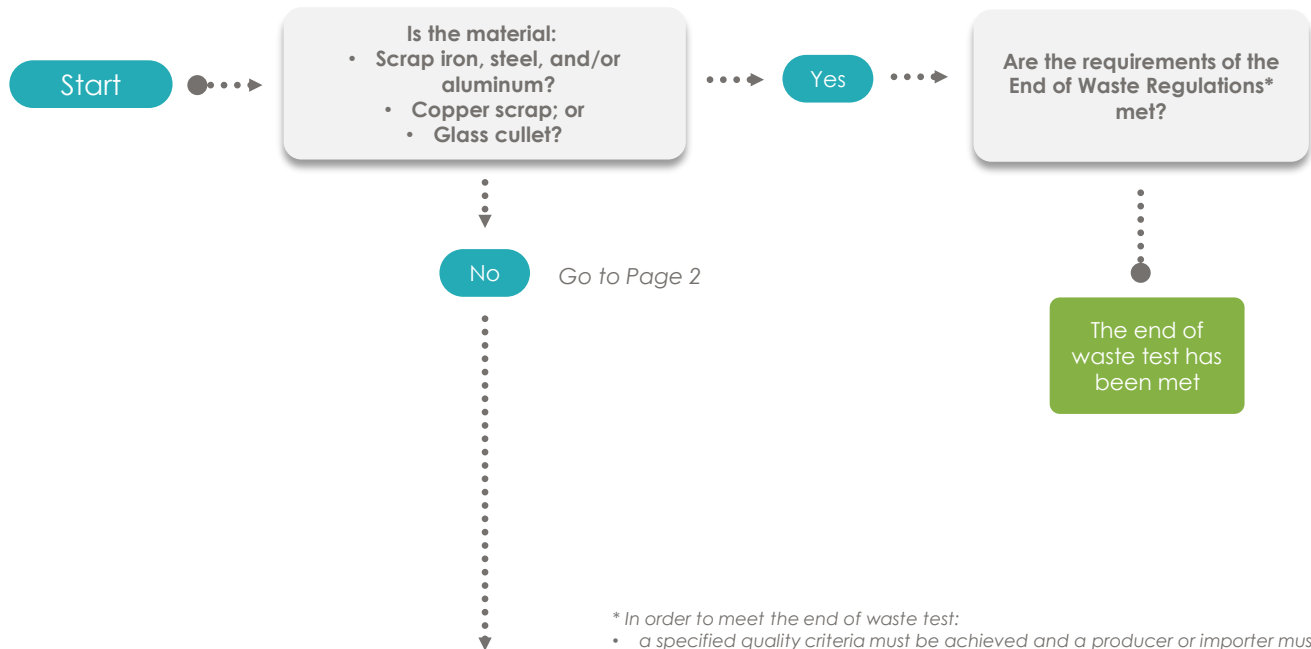 Start
Is the material:
• Scrap iron, steel, and/or
aluminum?
• Copper scrap; or
• Glass cullet?
Yes
Are the requirements of the
End of Waste Regulations*
met?
No
Go to Page 2
The end of
waste test has
been met
* In order to meet the end of waste test:
• a specified quality criteria must be achieved and a producer or importer mus